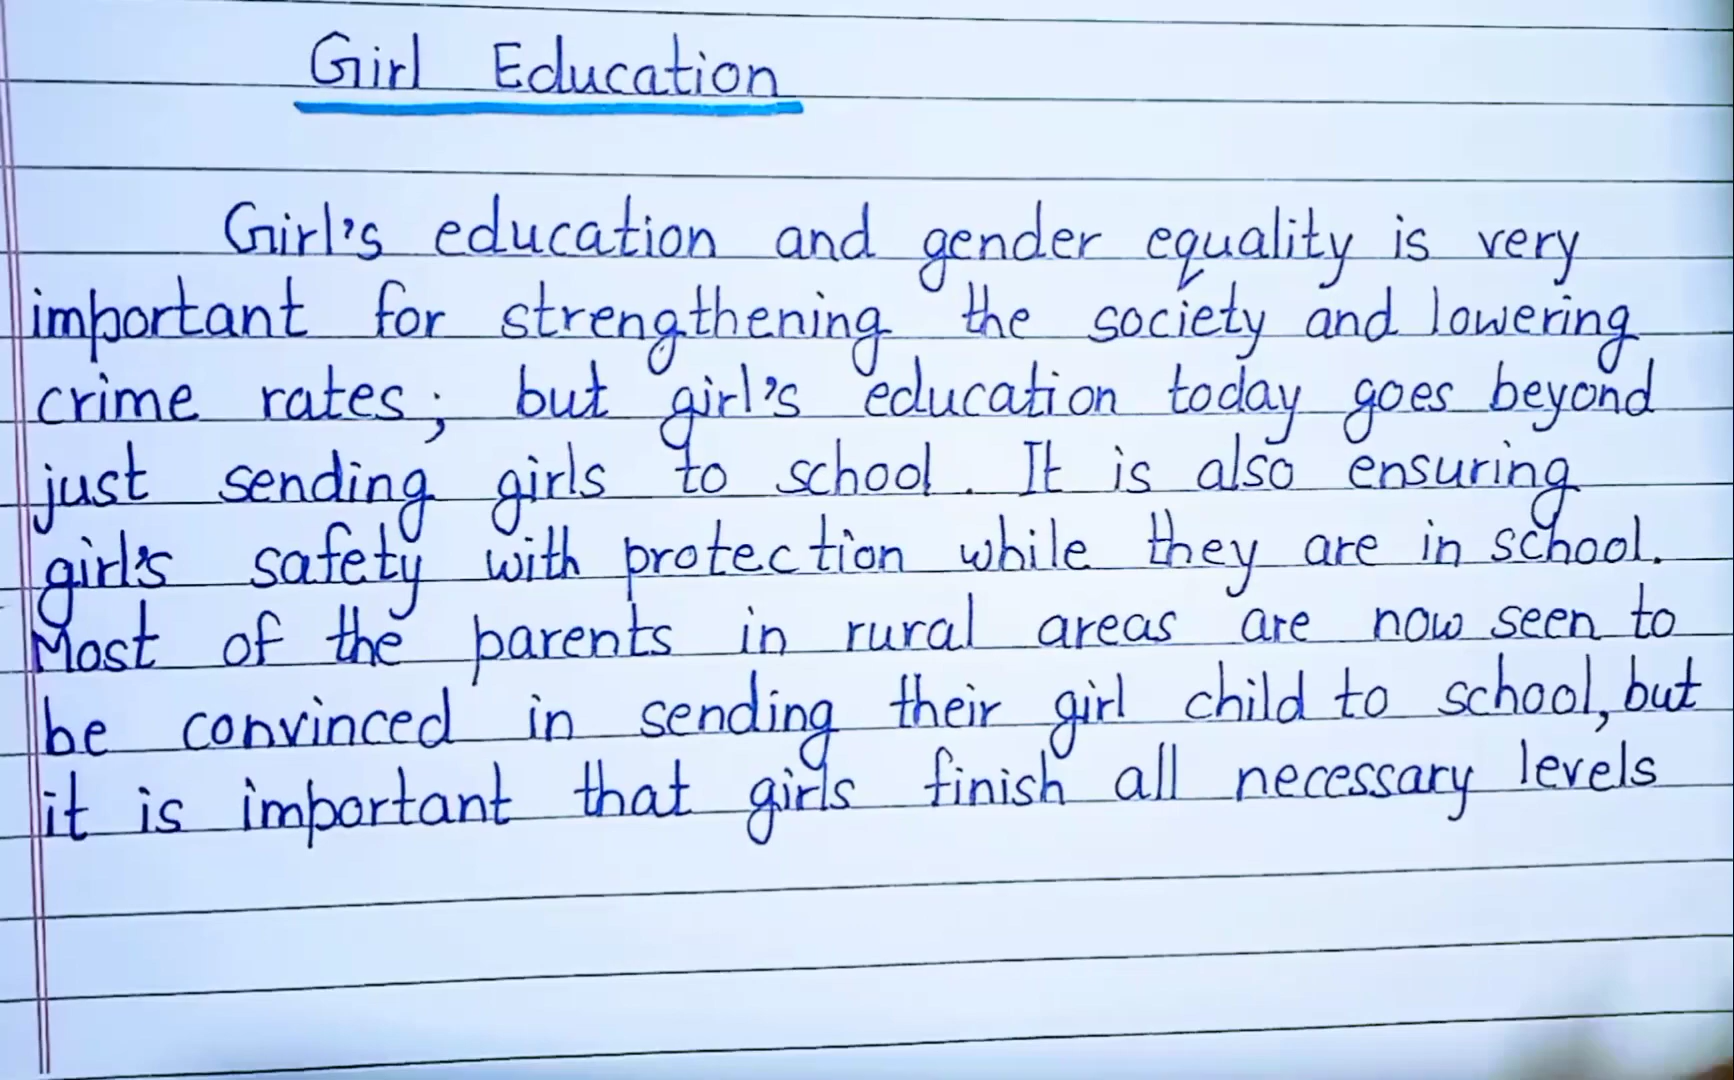 Girl Education
Girl's education and gender equality is very
important for strengthening the society and lowering
crime rates; but girl's education today goes beyond
just sending girls to school. It is also ensuring
girl's safety with protection while they are in school.
Most of the parents in rural areas are now seen to
be convinced in sending their girl child to school, but
it is important that girls finish all necessary levels